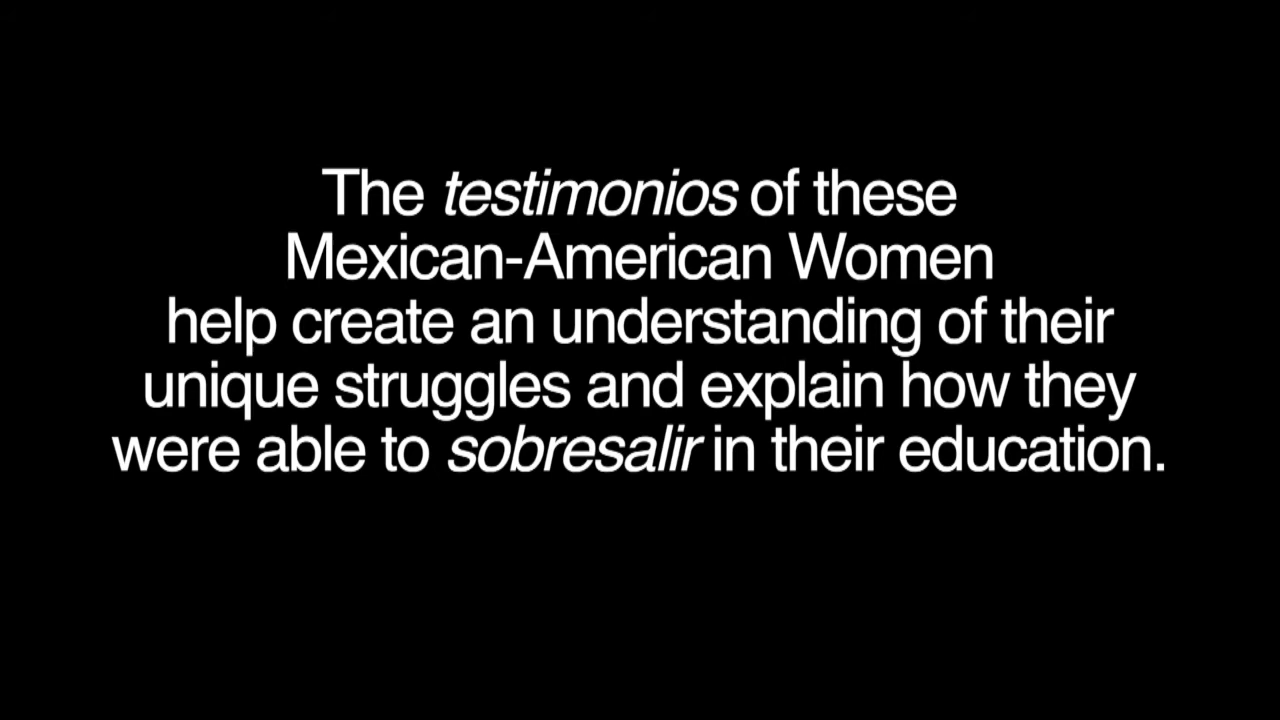 The testimonios of these
Mexican-American Women
help create an understanding of their
unique struggles and explain how they
were able to sobresalir in their education.